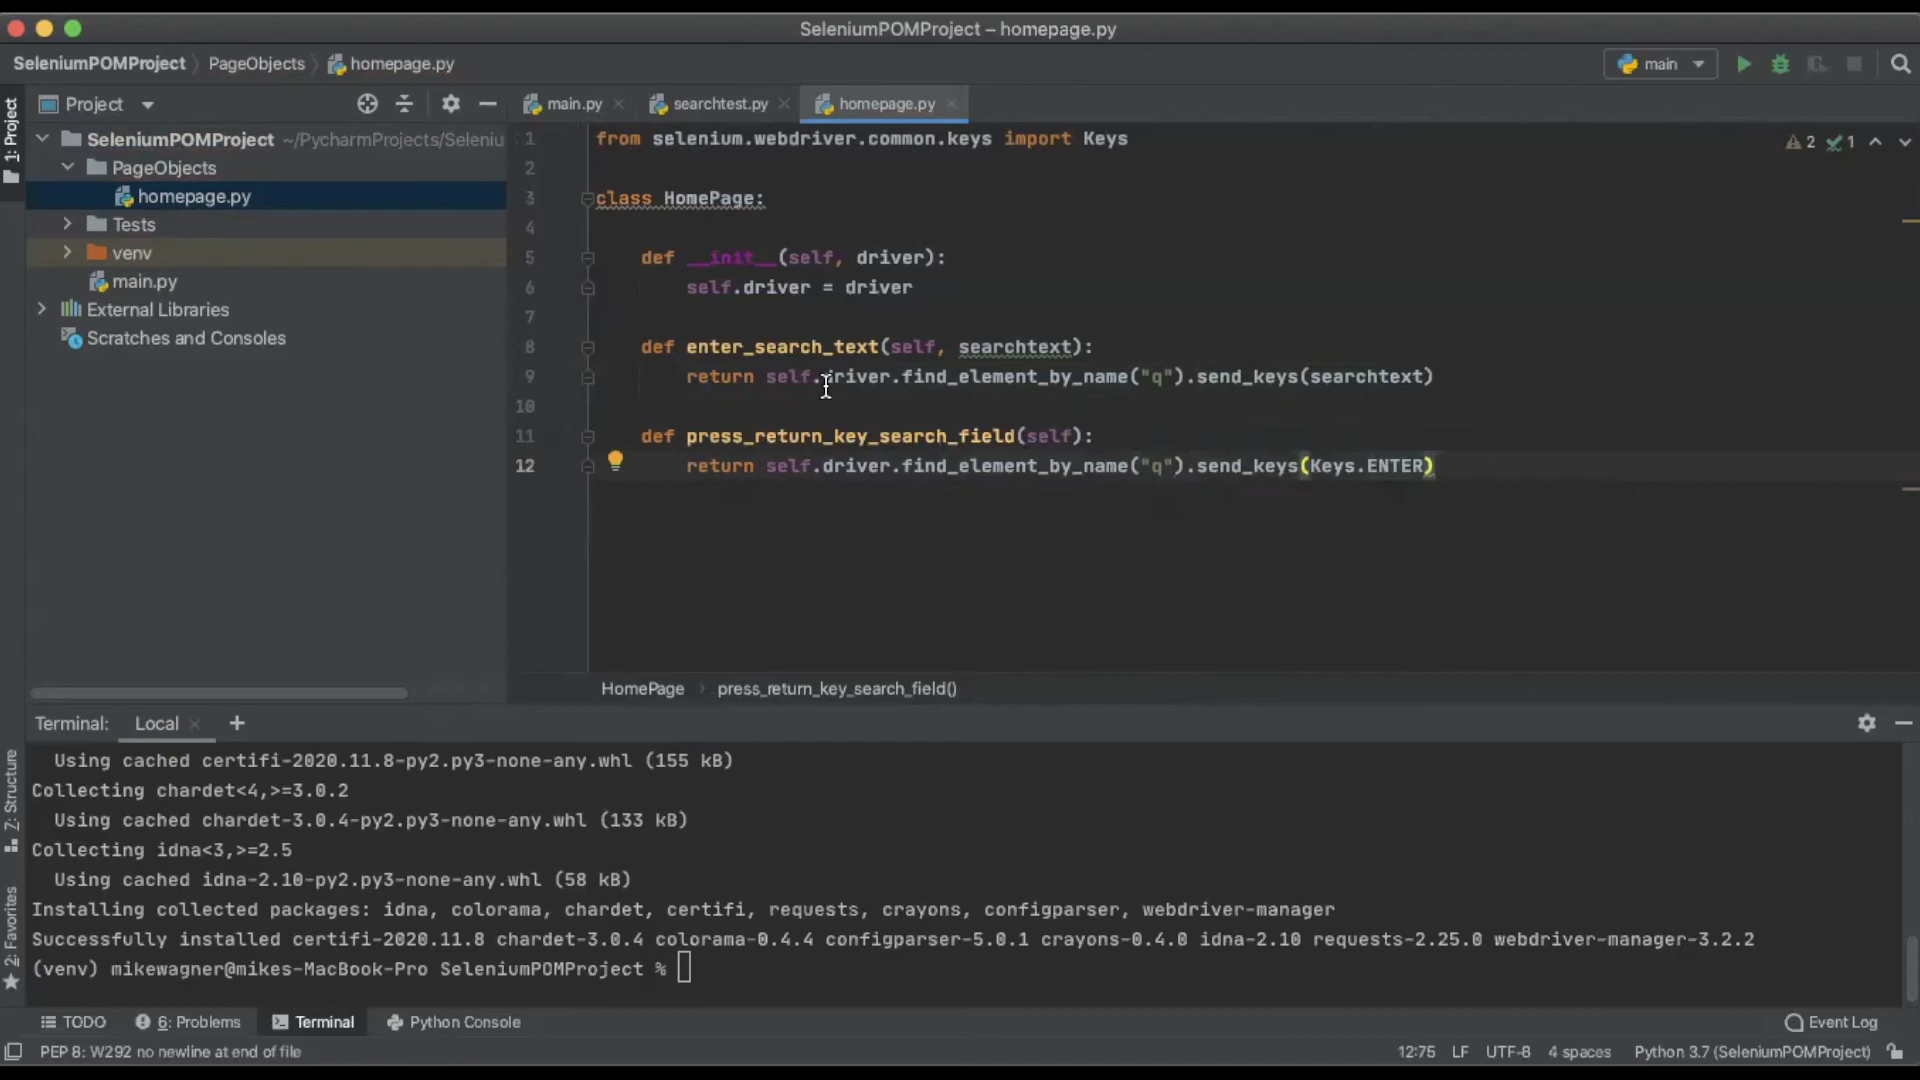 SeleniumPOMProject – homepage.py
SeleniumPOMProject PageObjects homepage.py
main
1: Project
Project
main.py
searchtest.py
homepage.py
SeleniumPOMProject ~/PycharmProjects/Seleniu
PageObjects
homepage.py
Tests
venv
main.py
External Libraries
Scratches and Consoles
2 1
1 from selenium.webdriver.common.keys import Keys
2
3 class HomePage:
4
5 def __init__(self, driver):
6 self.driver = driver
7
8 def enter_search_text(self, searchtext):
9 return self.driver.find_element_by_name("q").send_keys(searchtext)
10
11 def press_return_key_search_field(self):
12 return self.driver.find_element_by_name("q").send_keys(Keys.ENTER)
HomePage press_return_key_search_field()
Terminal: Local +
Using cached certifi-2020.11.8-py2.py3-none-any.whl (155 kB)
Collecting chardet<4,>=3.0.2
Using cached chardet-3.0.4-py2.py3-none-any.whl (133 kB)
Collecting idna<3,>=2.5
Using cached idna-2.10-py2.py3-none-any.whl (58 kB)
Installing collected packages: idna, colorama, chardet, certifi, requests, crayons, configparser, webdriver-manager
Successfully installed certifi-2020.11.8 chardet-3.0.4 colorama-0.4.4 configparser-5.0.1 crayons-0.4.0 idna-2.10 requests-2.25.0 webdriver-manager-3.2.2
(venv) mikewagner@mikes-MacBook-Pro SeleniumPOMProject %
Z: Structure
2: Favorites
TODO 6: Problems Terminal Python Console Event Log
PEP 8: W292 no newline at end of file 12:75 LF UTF-8 4 spaces Python 3.7 (SeleniumPOMProject)